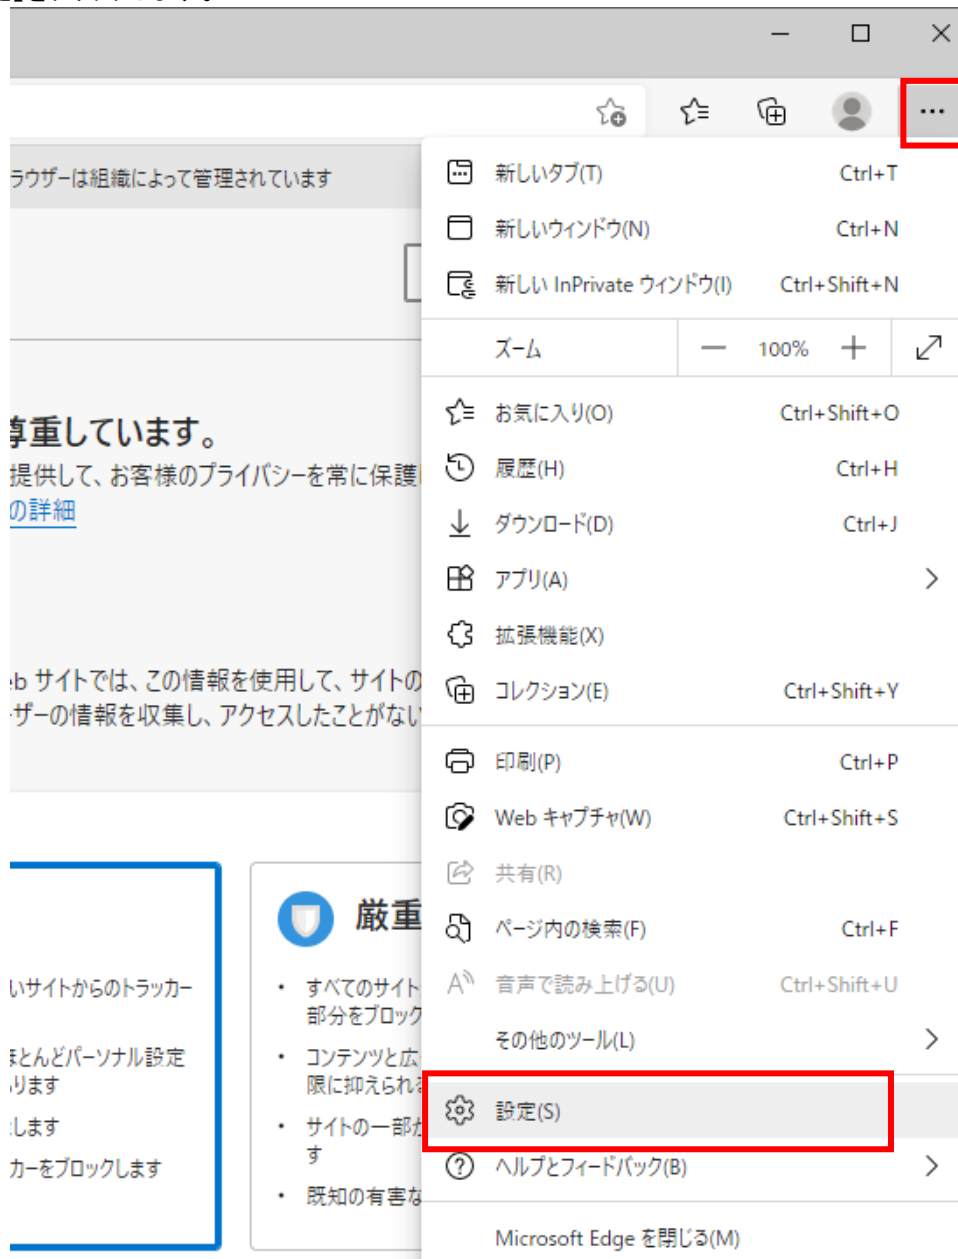 ラウザーは組織によって管理されています
尊重しています。
提供して、お客様のプライバシーを常に保護
の詳細
eb サイトでは、この情報を使用して、サイトの
ーザーの情報を収集し、アクセスしたことがない
いサイトからのトラッカー
ほとんどパーソナル設定
ります
します
カーをブロックします
厳重
• すべてのサイト
部分をブロック
• コンテンツと広
限に抑えられる
• サイトの一部が
す
• 既知の有害な
新しいタブ(T) Ctrl+T
新しいウィンドウ(N) Ctrl+N
新しい InPrivate ウィンドウ(I) Ctrl+Shift+N
ズーム — 100% +
お気に入り(O) Ctrl+Shift+O
履歴(H) Ctrl+H
ダウンロード(D) Ctrl+J
アプリ(A)
拡張機能(X)
コレクション(E) Ctrl+Shift+Y
印刷(P) Ctrl+P
Web キャプチャ(W) Ctrl+Shift+S
共有(R)
ページ内の検索(F) Ctrl+F
音声で読み上げる(U) Ctrl+Shift+U
その他のツール(L)
設定(S)
ヘルプとフィードバック(B)
Microsoft Edge を閉じる(M)